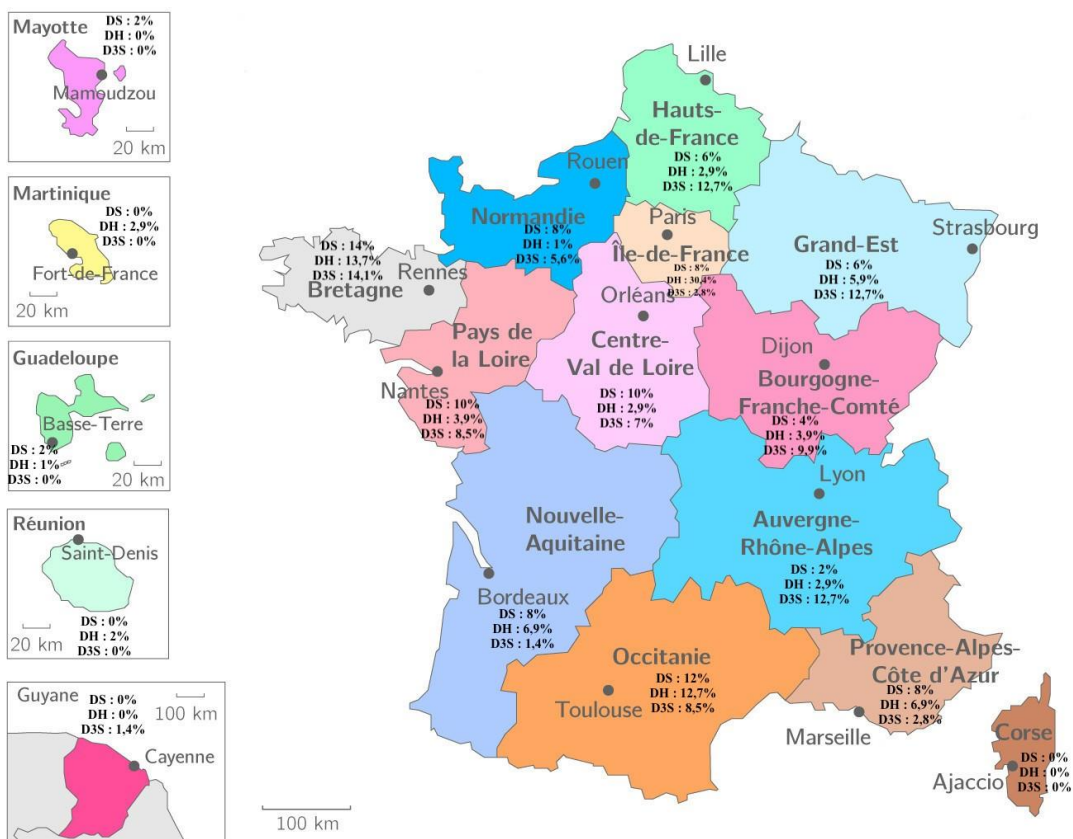 Mayotte
DS : 2%
DH : 0%
D3S : 0%
Mamoudzou
20 km
Martinique
DS : 0%
DH : 2,9%
D3S : 0%
Fort-de-France
20 km
Guadeloupe
Basse-Terre
DS : 2%
DH : 1%
D3S : 0%
20 km
Réunion
Saint-Denis
DS : 0%
DH : 2%
D3S : 0%
20 km
Guyane
DS : 0%
DH : 0%
D3S : 1,4%
100 km
Cayenne
Lille
Hauts-
de-France
DS : 6%
DH : 2,9%
D3S : 12,7%
Rouen
Normandie
DS : 8%
DH : 1%
D3S : 5,6%
Paris
Île-de-France
DS : 8%
DH : 30,4%
D3S : 2,8%
Strasbourg
Grand-Est
DS : 6%
DH : 5,9%
D3S : 12,7%
DS : 14%
DH : 13,7%
D3S : 14,1%
Rennes
Bretagne
Pays de
la Loire
Nantes
DS : 10%
DH : 3,9%
D3S : 8,5%
Orléans
Centre-
Val de Loire
DS : 10%
DH : 2,9%
D3S : 7%
Dijon
Bourgogne-
Franche-Comté
DS : 4%
DH : 3,9%
D3S : 9,9%
Lyon
Auvergne-
Rhône-Alpes
DS : 2%
DH : 2,9%
D3S : 12,7%
Nouvelle-
Aquitaine
Bordeaux
DS : 8%
DH : 6,9%
D3S : 1,4%
Occitanie
DS : 12%
DH : 12,7%
D3S : 8,5%
Toulouse
Provence-Alpes-
Côte d'Azur
DS : 8%
DH : 6,9%
D3S : 2,8%
Marseille
Corse
DS : 0%
DH : 0%
D3S : 0%
Ajaccio
100 km